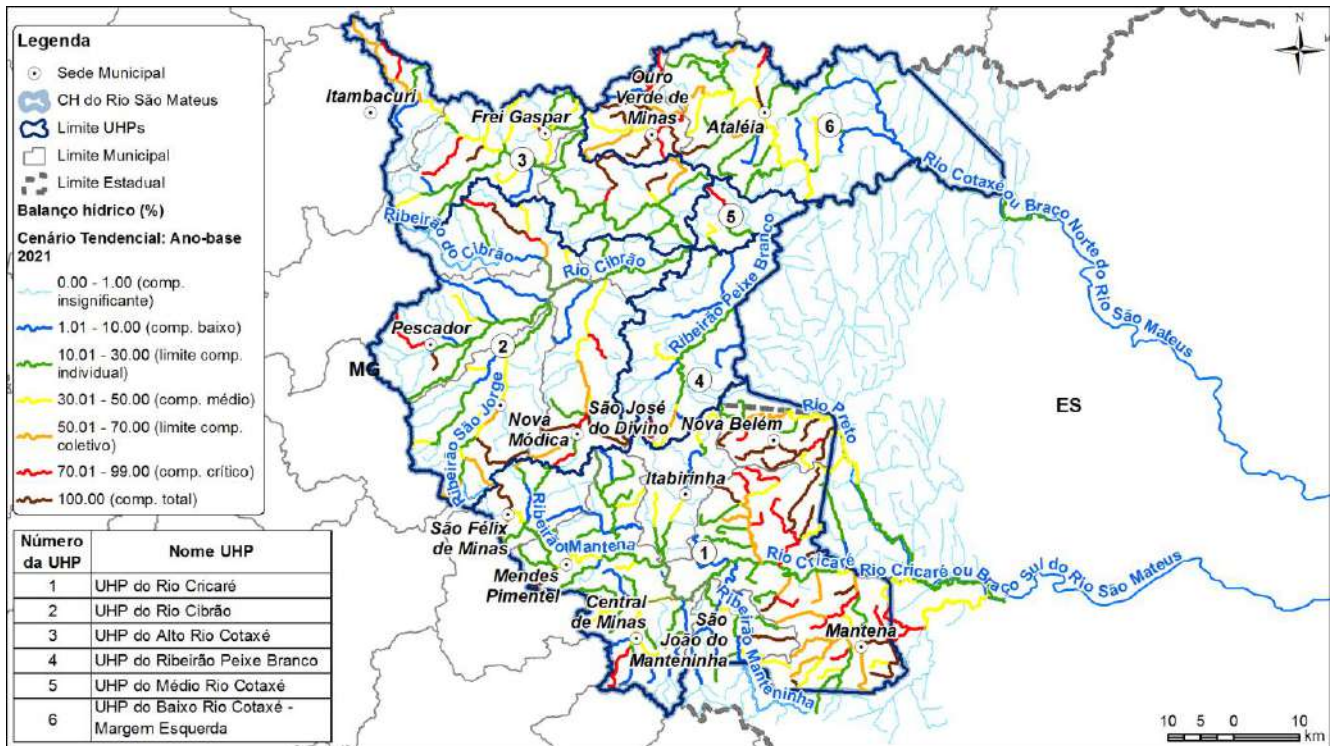 Legenda
Sede Municipal
CH do Rio São Mateus
Limite UHPs
Limite Municipal
Limite Estadual
Balanço hídrico (%)
Cenário Tendencial: Ano-base
2021
0.00 - 1.00 (comp.
insignificante)
1.01 - 10.00 (comp. baixo)
10.01 - 30.00 (limite comp.
individual)
30.01 - 50.00 (comp. médio)
50.01 - 70.00 (limite comp.
coletivo)
70.01 - 99.00 (comp. crítico)
100.00 (comp. total)
Número
da UHP
Nome UHP
1 UHP do Rio Cricaré
2 UHP do Rio Cibrão
3 UHP do Alto Rio Cotaxé
4 UHP do Ribeirão Peixe Branco
5 UHP do Médio Rio Cotaxé
6 UHP do Baixo Rio Cotaxé -
Margem Esquerda
N
Itambacuri
Frei Gaspar
Ouro
Verde de
Minas
Ataléia
6
3
5
Rio Cotaxé ou Braço Norte do Rio São Mateus
Ribeirão do Cibrão
Rio Cibrão
Ribeirão Peixe Branco
Pescador
2
MG
4
ES
Ribeirão São Jorge
Nova
Módica
São José
do Divino
Nova Belém
Rio Preto
Itabirinha
São Félix
de Minas
Ribeirão Mantena
1
Rio Cricaré
Rio Cricaré ou Braço Sul do Rio São Mateus
Mendes
Pimentel
Central
de Minas
São
João do
Manteninha
Ribeirão Manteninha
Mantena
10 5 0 10
km